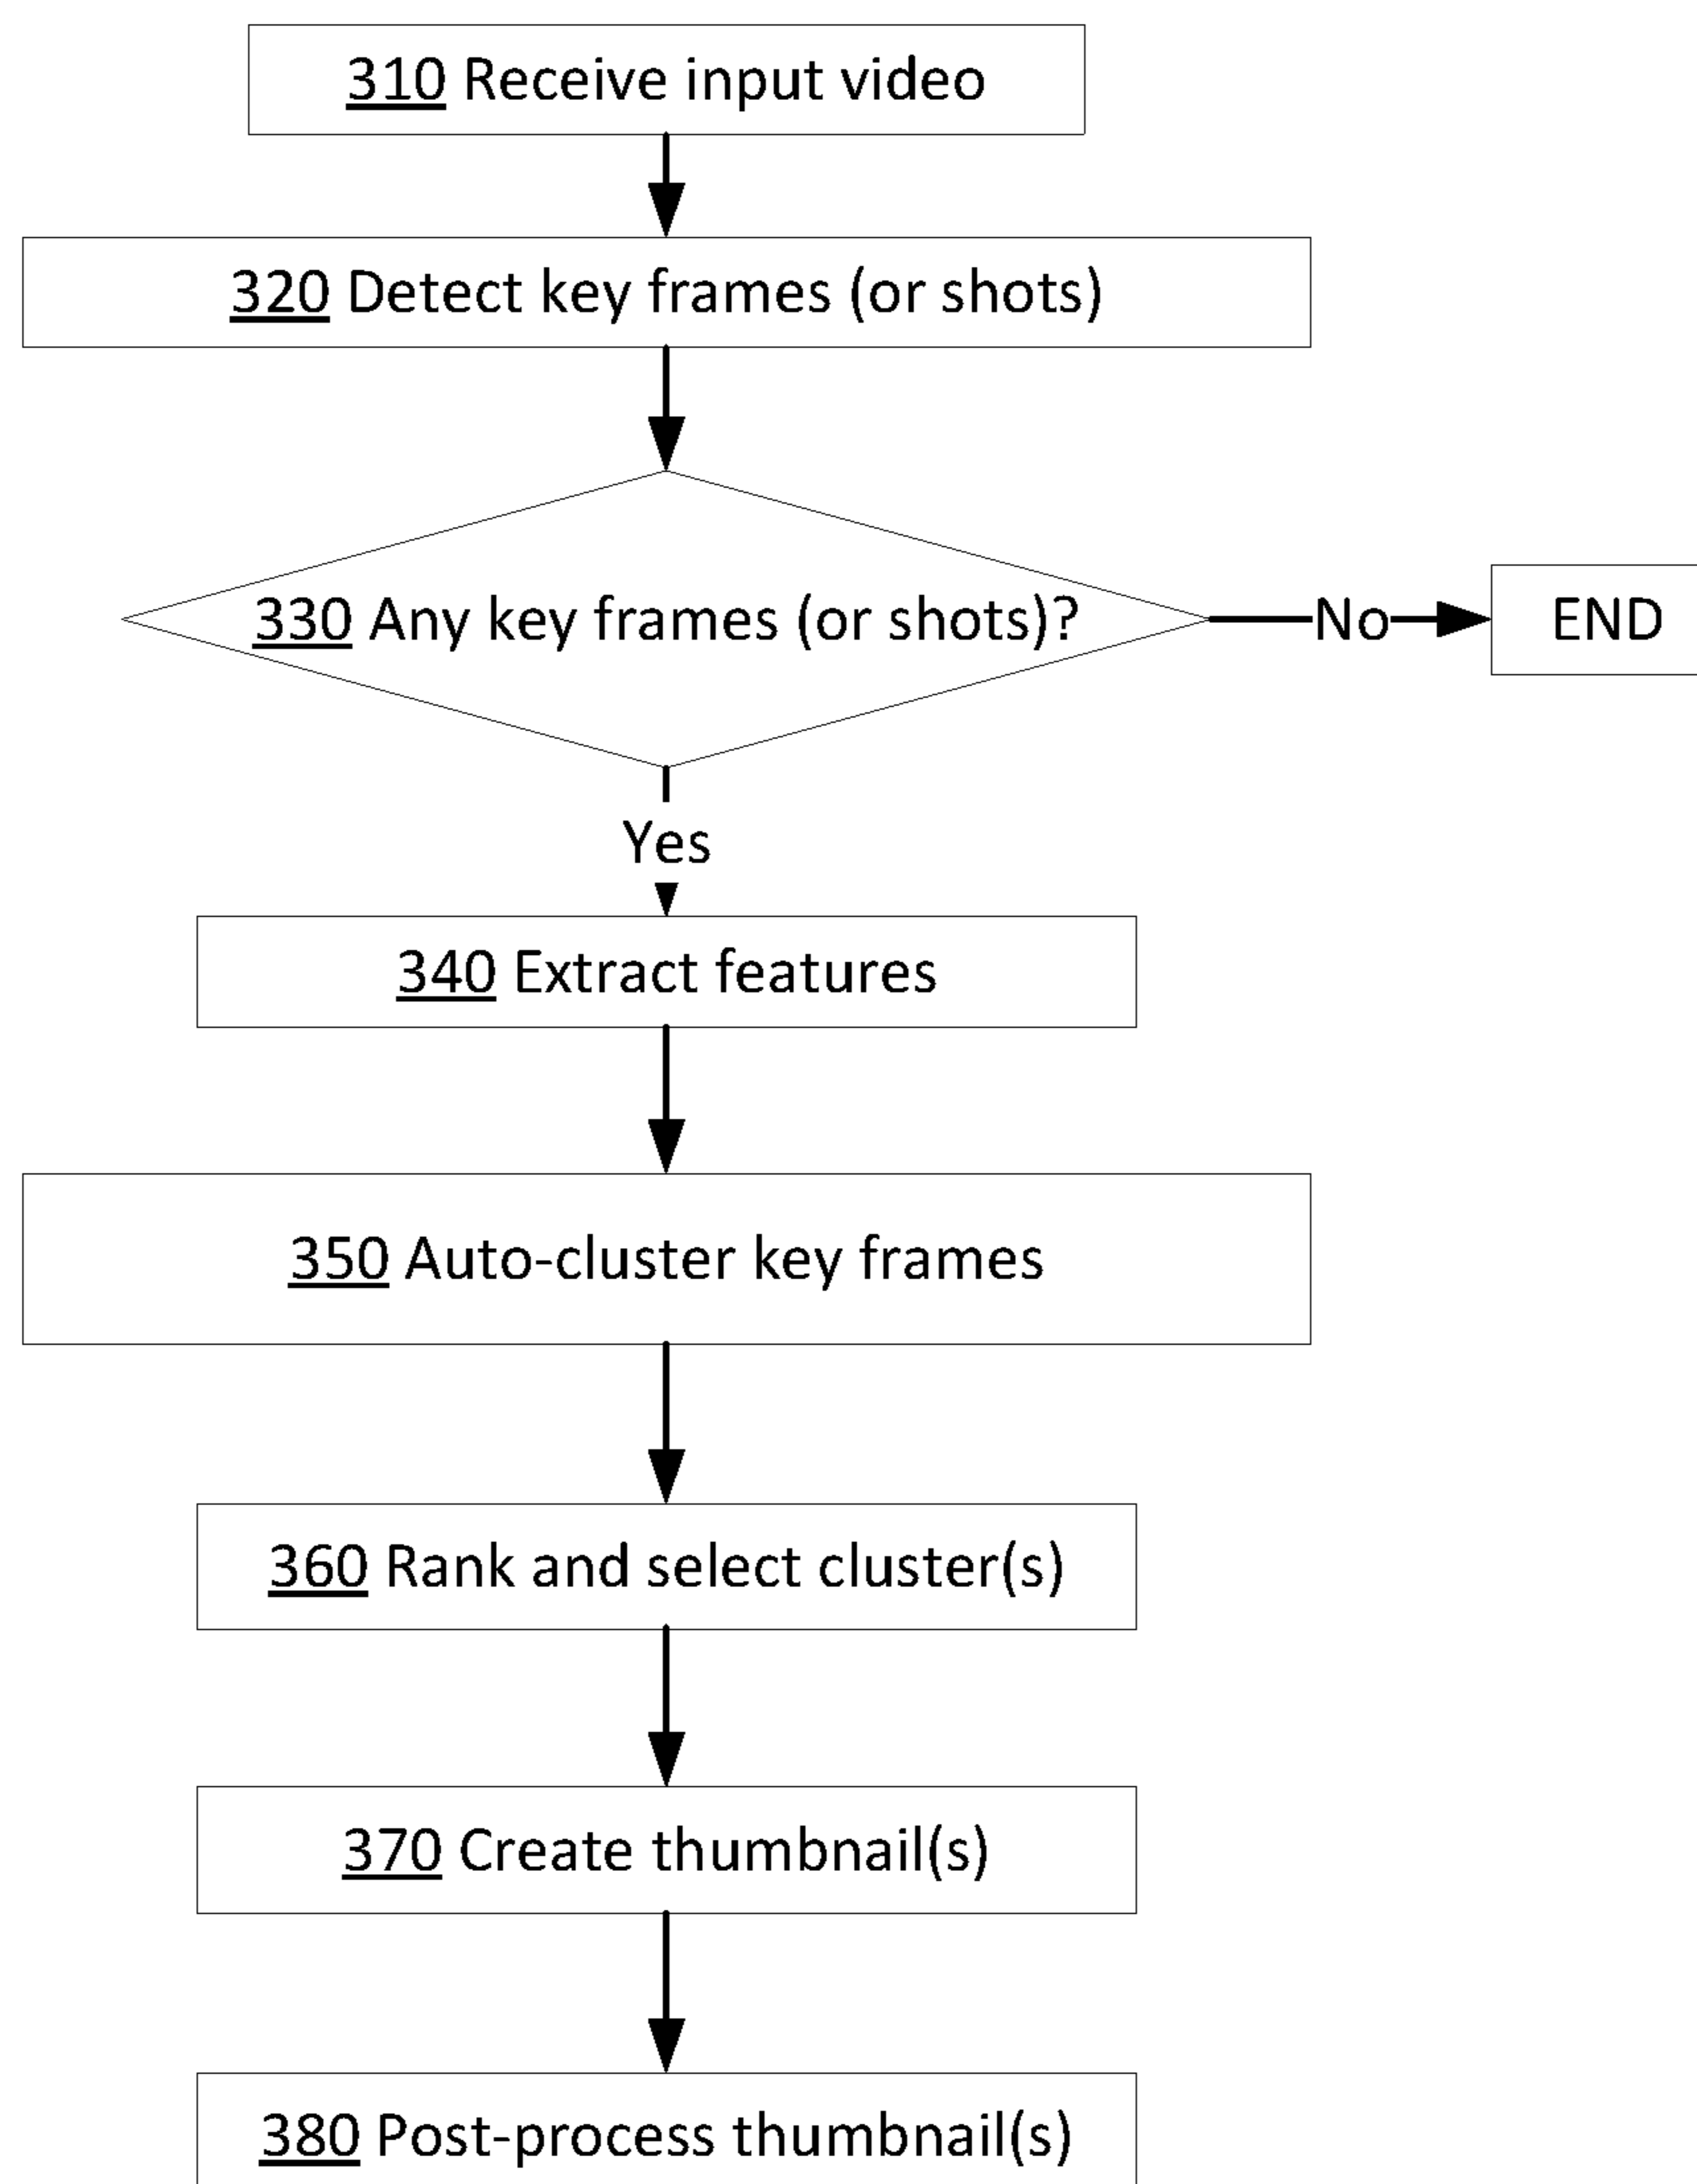 310 Receive input video
320 Detect key frames (or shots)
330 Any key frames (or shots)?
No
END
Yes
340 Extract features
350 Auto-cluster key frames
360 Rank and select cluster(s)
370 Create thumbnail(s)
380 Post-process thumbnail(s)